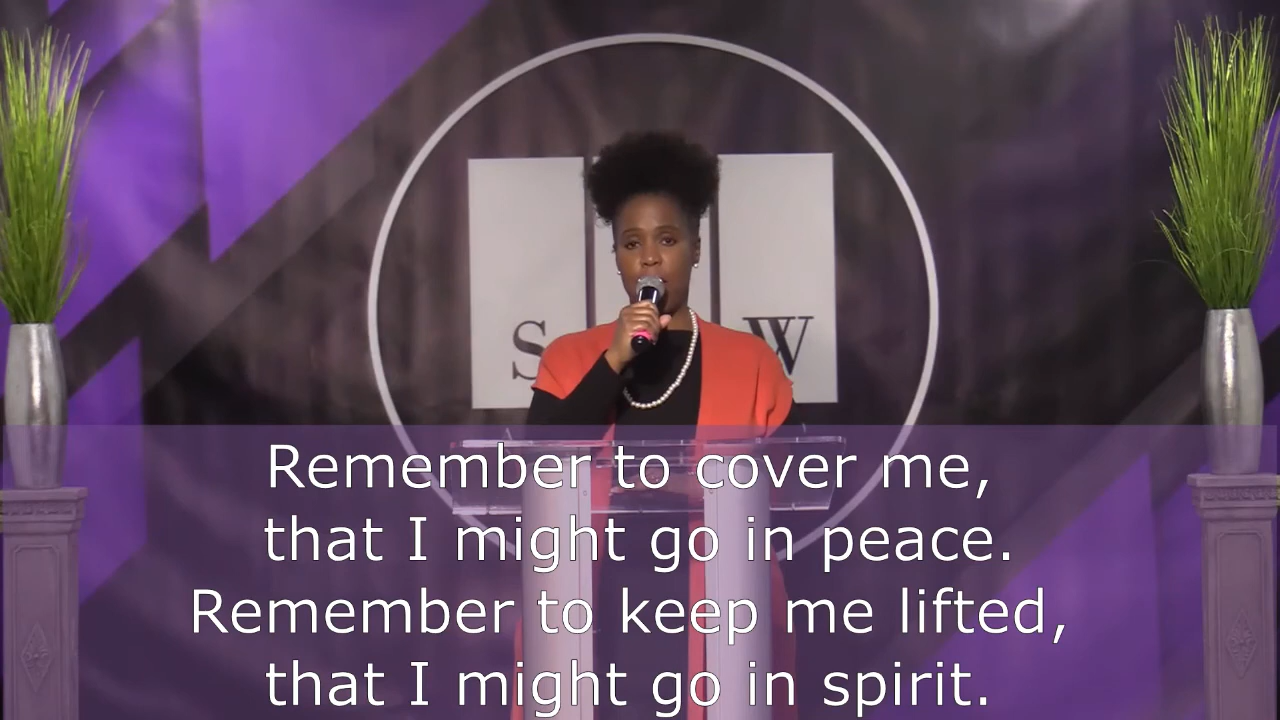 S W
Remember to cover me,
that I might go in peace.
Remember to keep me lifted,
that I might go in spirit.